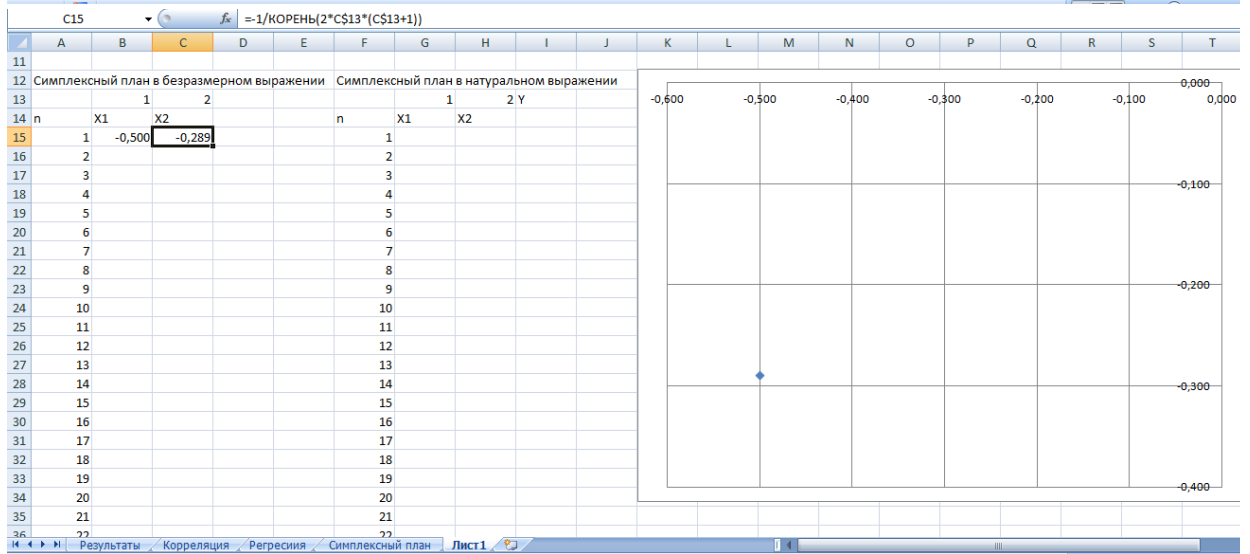 C15 fx =-1/КОРЕНЬ(2*C$13*(C$13+1))
A B C D E F G H I J K L M N O P Q R S T
11
12 Симплексный план в безразмерном выражении Симплексный план в натуральном выражении
13 1 2 1 2 Y
14 n X1 X2 n X1 X2
15 1 -0,500 -0,289 1
16 2 2
17 3 3
18 4 4
19 5 5
20 6 6
21 7 7
22 8 8
23 9 9
24 10 10
25 11 11
26 12 12
27 13 13
28 14 14
29 15 15
30 16 16
31 17 17
32 18 18
33 19 19
34 20 20
35 21 21
36 22 22
0,000
-0,600 -0,500 -0,400 -0,300 -0,200 -0,100 0,000
-0,100
-0,200
-0,300
-0,400
Результаты Корреляция Регресиия Симплексный план Лист1